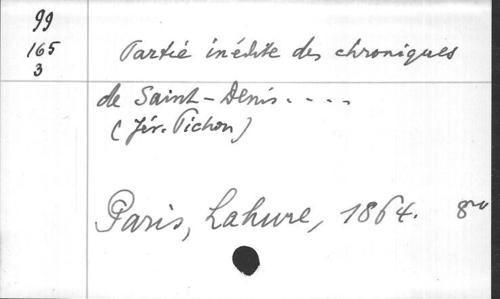 99
165
3
Partie inédite des chroniques
de Saint-Denis....
(Jér. Pichon)
Paris, Lahure, 1864. 8vo